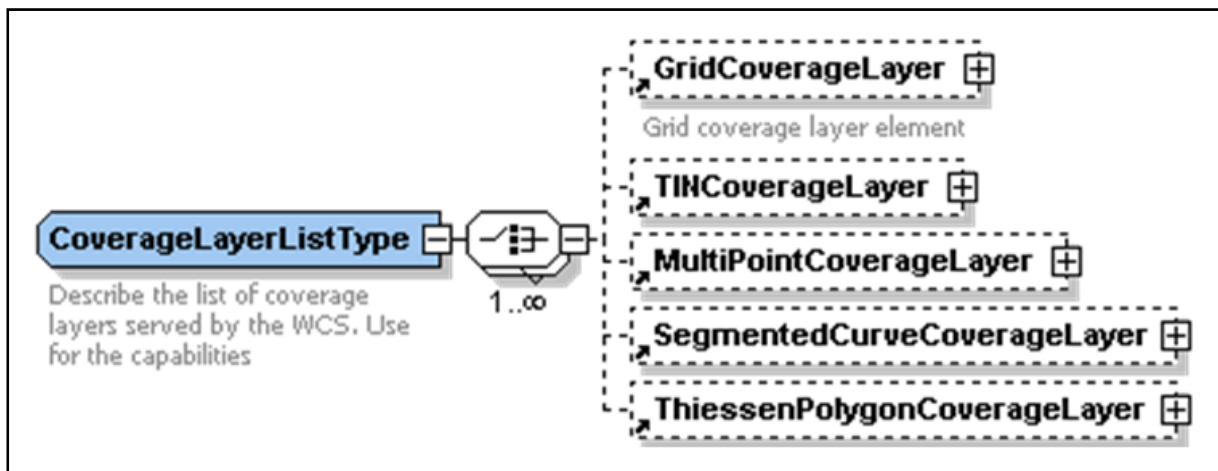 GridCoverageLayer
Grid coverage layer element
TINCoverageLayer
CoverageLayerListType
Describe the list of coverage
layers served by the WCS. Use
for the capabilities
1..∞
MultiPointCoverageLayer
SegmentedCurveCoverageLayer
ThiessenPolygonCoverageLayer